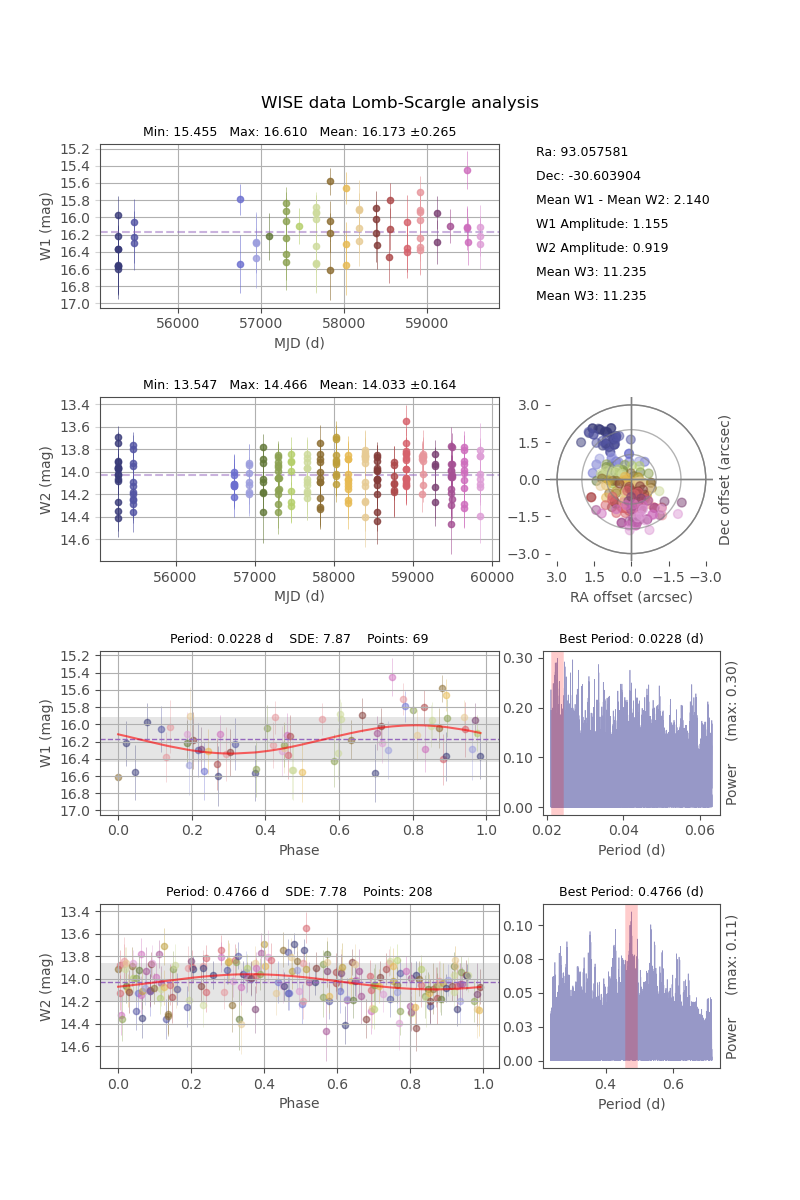 WISE data Lomb-Scargle analysis
Min: 15.455   Max: 16.610   Mean: 16.173 ±0.265
15.2
15.4
15.6
15.8
16.0
16.2
16.4
16.6
16.8
17.0
W1 (mag)
56000 57000 58000 59000
MJD (d)
Ra: 93.057581
Dec: -30.603904
Mean W1 - Mean W2: 2.140
W1 Amplitude: 1.155
W2 Amplitude: 0.919
Mean W3: 11.235
Mean W3: 11.235
Min: 13.547   Max: 14.466   Mean: 14.033 ±0.164
13.4
13.6
13.8
14.0
14.2
14.4
14.6
W2 (mag)
56000 57000 58000 59000 60000
MJD (d)
3.0
1.5
0.0
−1.5
−3.0
Dec offset (arcsec)
3.0 1.5 0.0 −1.5 −3.0
RA offset (arcsec)
Period: 0.0228 d    SDE: 7.87    Points: 69
15.2
15.4
15.6
15.8
16.0
16.2
16.4
16.6
16.8
17.0
W1 (mag)
0.0 0.2 0.4 0.6 0.8 1.0
Phase
Best Period: 0.0228 (d)
0.30
0.20
0.10
0.00
Power    (max: 0.30)
0.02 0.04 0.06
Period (d)
Period: 0.4766 d    SDE: 7.78    Points: 208
13.4
13.6
13.8
14.0
14.2
14.4
14.6
W2 (mag)
0.0 0.2 0.4 0.6 0.8 1.0
Phase
Best Period: 0.4766 (d)
0.10
0.08
0.05
0.03
0.00
Power    (max: 0.11)
0.4 0.6
Period (d)